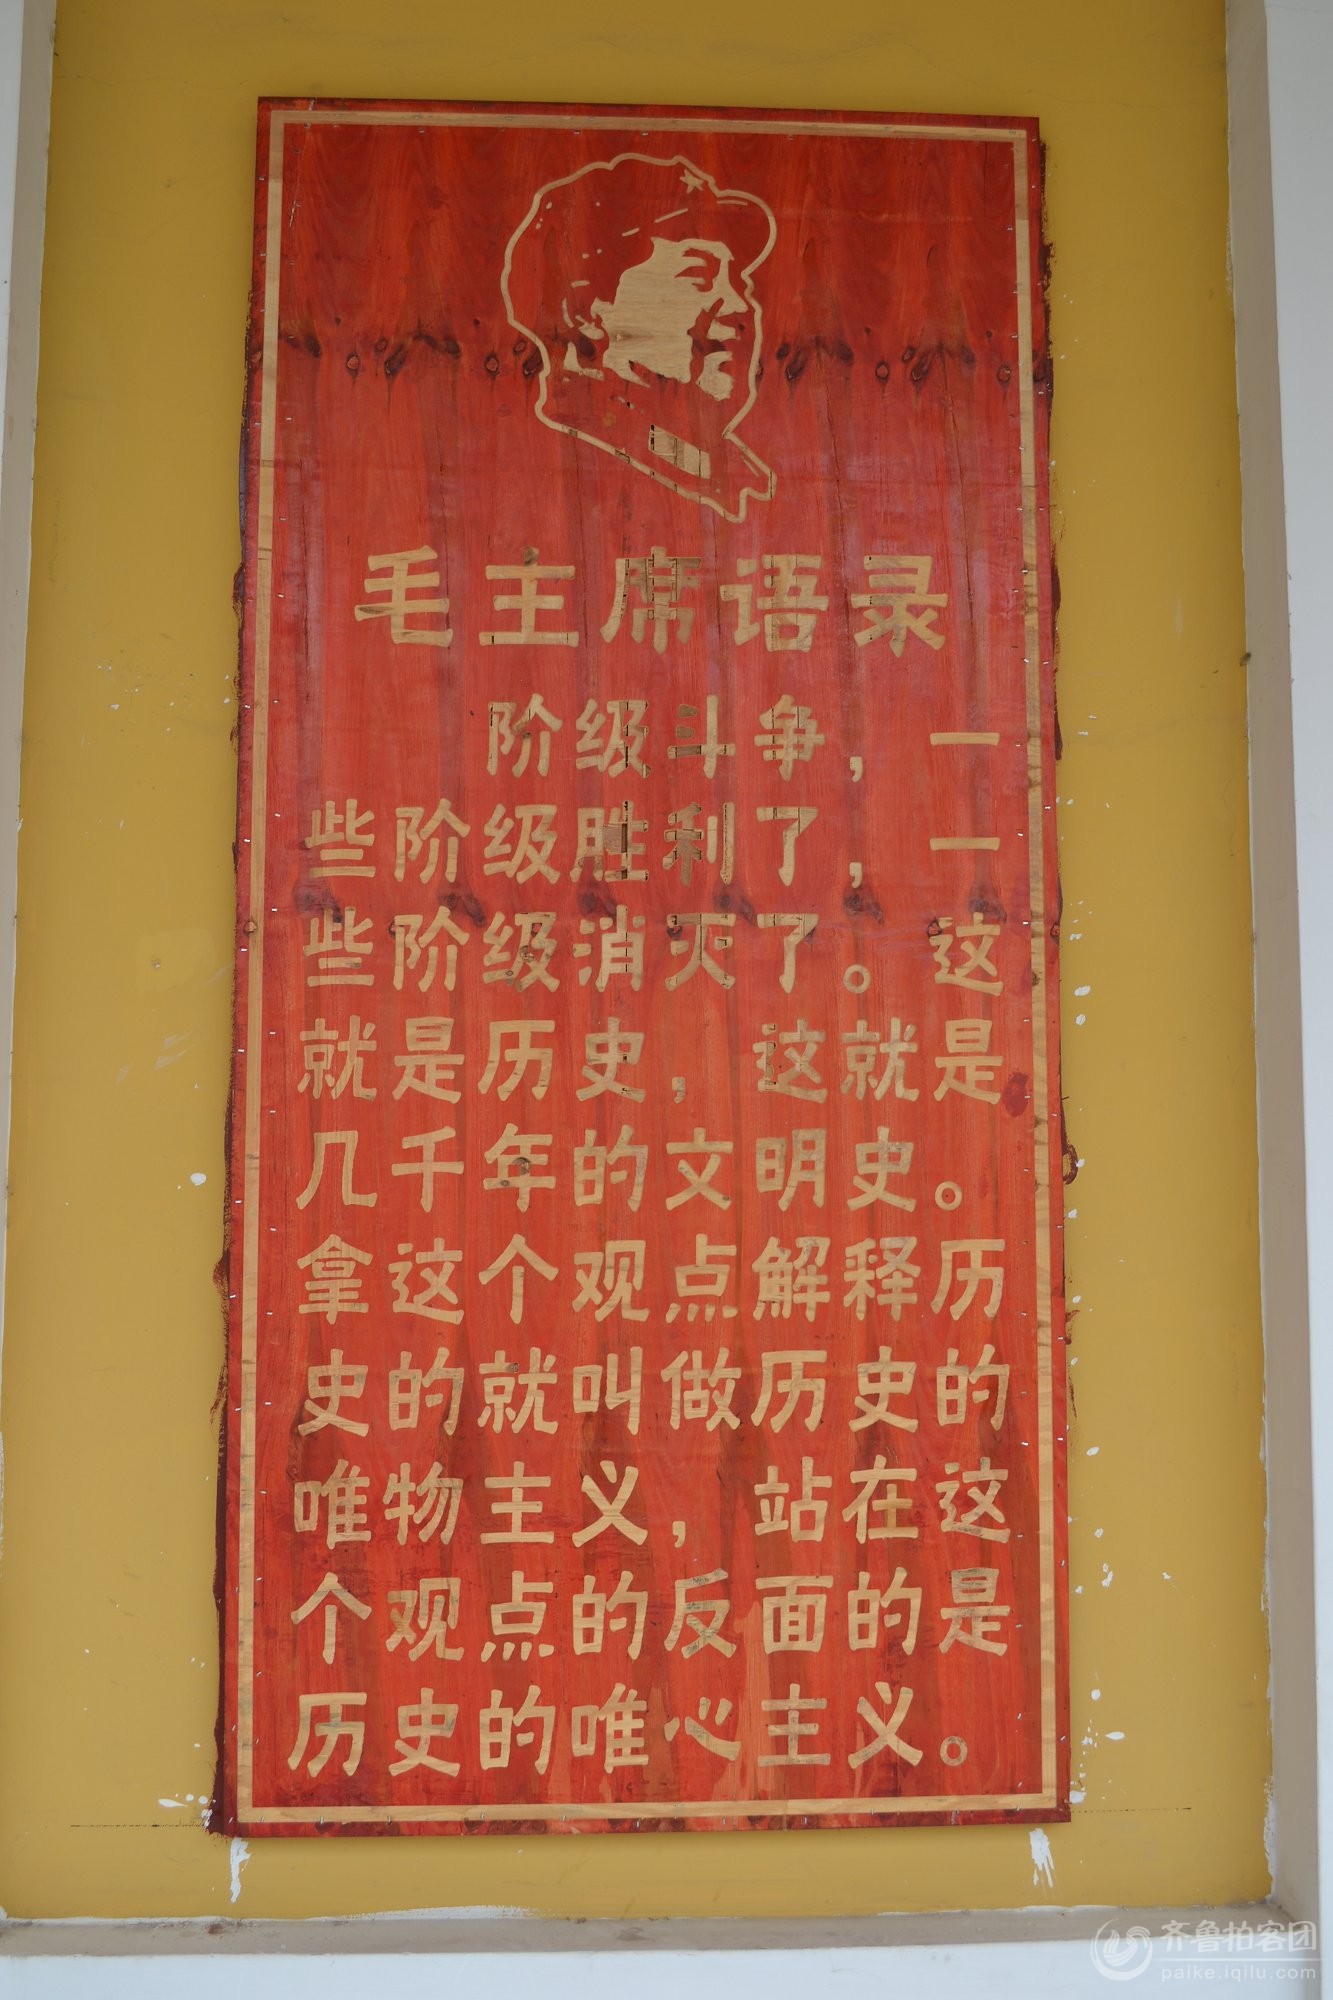 毛主席语录
阶级斗争，一
些阶级胜利了，一
些阶级消灭了。这
就是历史，这就是
几千年的文明史。
拿这个观点解释历
史的就叫做历史的
唯物主义，站在这
个观点的反面的是
历史的唯心主义。
齐鲁拍客团
paike.iqilu.com